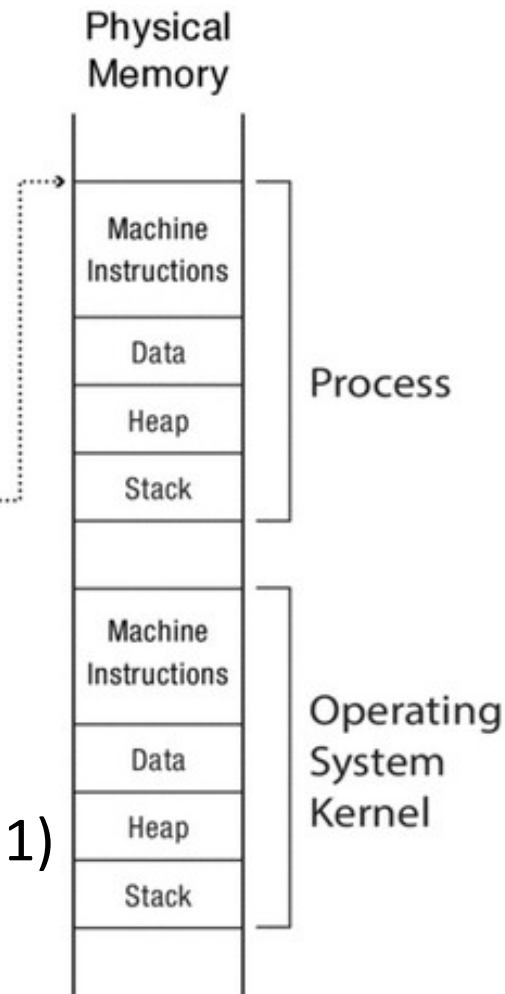 Physical
Memory
Machine
Instructions
Data
Heap
Stack
Process
Machine
Instructions
Data
Heap
Stack
Operating
System
Kernel
1)